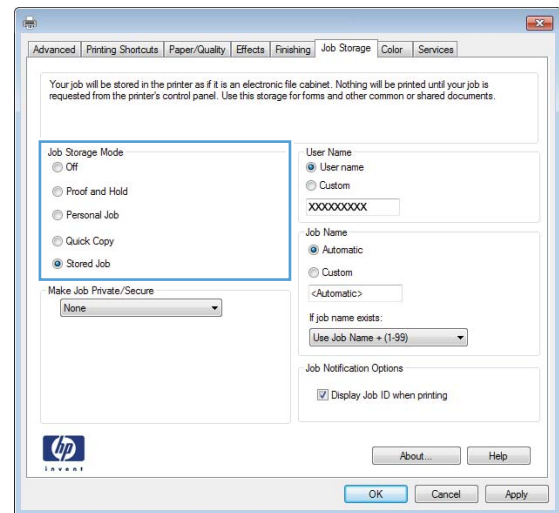 Advanced Printing Shortcuts Paper/Quality Effects Finishing Job Storage Color Services
Your job will be stored in the printer as if it is an electronic file cabinet. Nothing will be printed until your job is
requested from the printer's control panel. Use this storage for forms and other common or shared documents.
Job Storage Mode
Off
Proof and Hold
Personal Job
Quick Copy
Stored Job
Make Job Private/Secure
None
User Name
User name
Custom
XXXXXXXXX
Job Name
Automatic
Custom
<Automatic>
If job name exists:
Use Job Name + (1-99)
Job Notification Options
Display Job ID when printing
hp
invent
About... Help
OK Cancel Apply